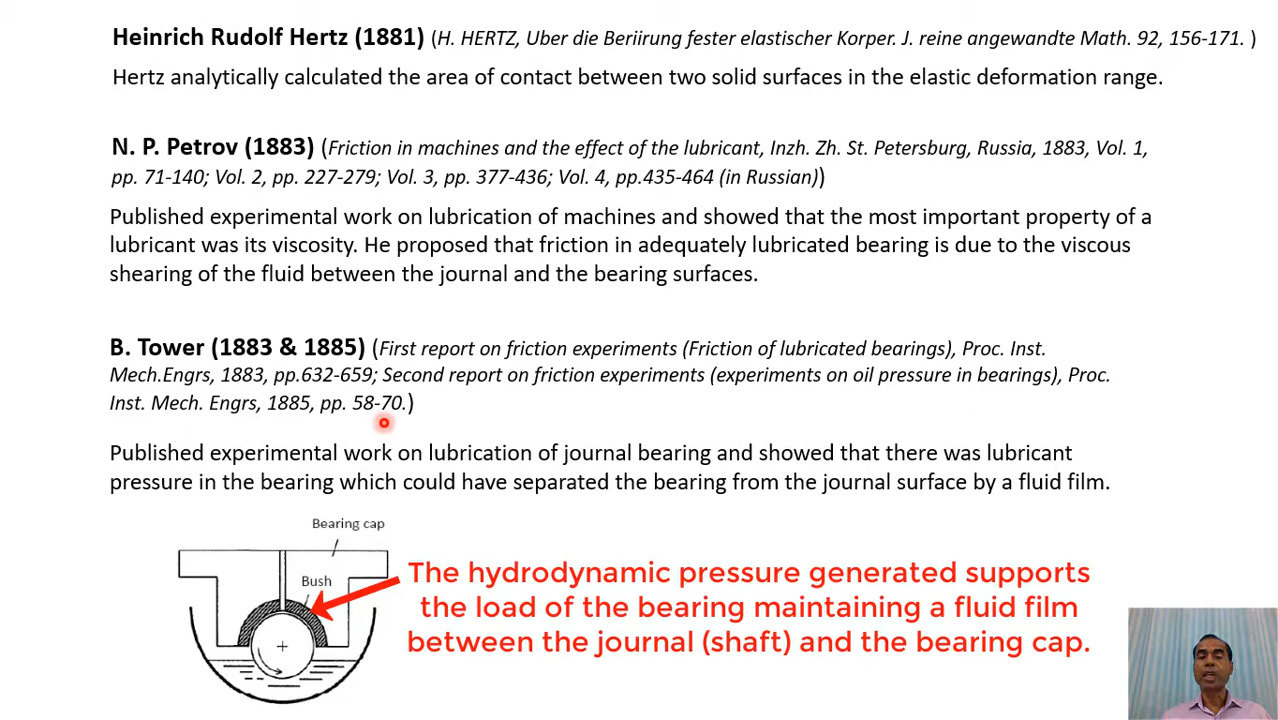 Heinrich Rudolf Hertz (1881) (H. HERTZ, Uber die Beriirung fester elastischer Korper. J. reine angewandte Math. 92, 156-171. )
Hertz analytically calculated the area of contact between two solid surfaces in the elastic deformation range.
N. P. Petrov (1883) (Friction in machines and the effect of the lubricant, Inzh. Zh. St. Petersburg, Russia, 1883, Vol. 1,
pp. 71-140; Vol. 2, pp. 227-279; Vol. 3, pp. 377-436; Vol. 4, pp.435-464 (in Russian))
Published experimental work on lubrication of machines and showed that the most important property of a
lubricant was its viscosity. He proposed that friction in adequately lubricated bearing is due to the viscous
shearing of the fluid between the journal and the bearing surfaces.
B. Tower (1883 & 1885) (First report on friction experiments (Friction of lubricated bearings), Proc. Inst.
Mech.Engrs, 1883, pp.632-659; Second report on friction experiments (experiments on oil pressure in bearings), Proc.
Inst. Mech. Engrs, 1885, pp. 58-70.)
Published experimental work on lubrication of journal bearing and showed that there was lubricant
pressure in the bearing which could have separated the bearing from the journal surface by a fluid film.
Bearing cap
Bush
The hydrodynamic pressure generated supports
the load of the bearing maintaining a fluid film
between the journal (shaft) and the bearing cap.